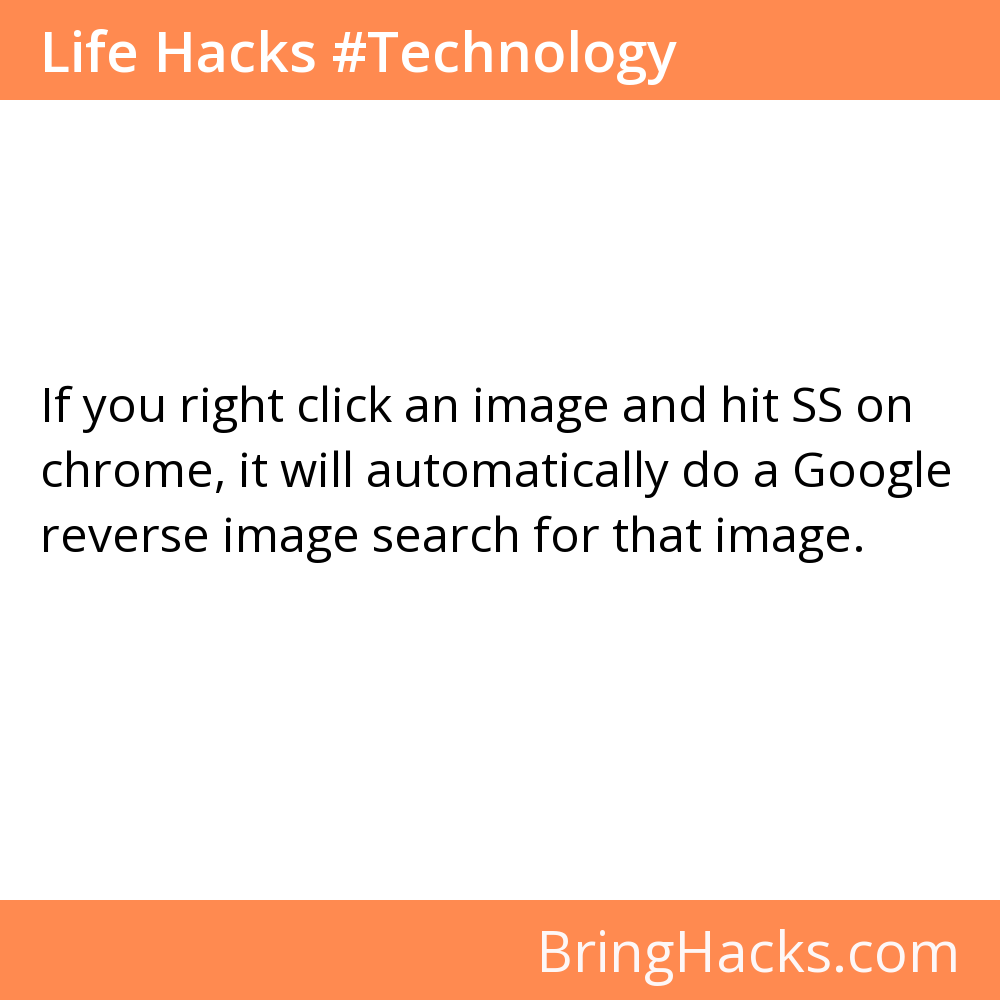 Life Hacks #Technology
If you right click an image and hit SS on
chrome, it will automatically do a Google
reverse image search for that image.
BringHacks.com